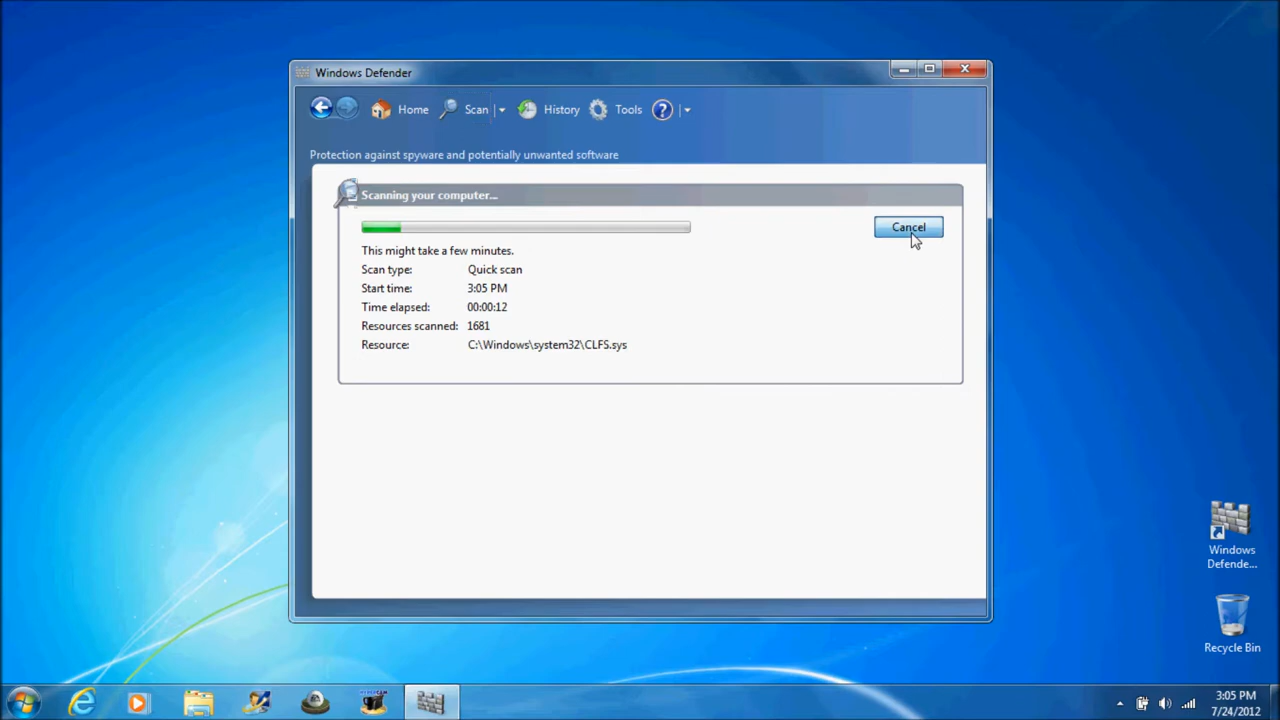 Windows Defender
Home Scan History Tools ?
Protection against spyware and potentially unwanted software
Scanning your computer...
Cancel
This might take a few minutes.
Scan type: Quick scan
Start time: 3:05 PM
Time elapsed: 00:00:12
Resources scanned: 1681
Resource: C:\Windows\system32\CLFS.sys
Windows
Defende...
Recycle Bin
3:05 PM
7/24/2012